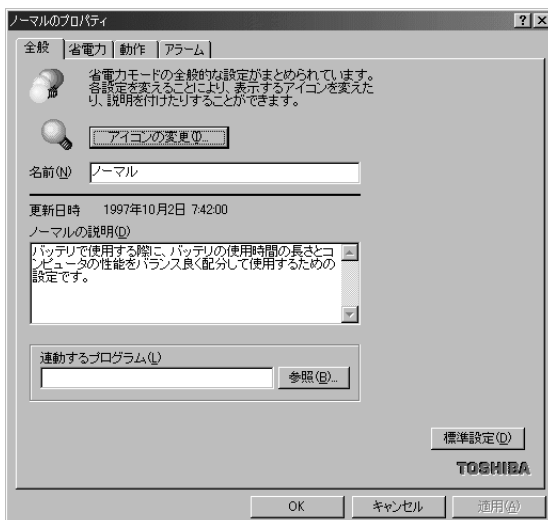 ノーマルのプロパティ
全般 省電力 動作 アラーム
省電力モードの全般的な設定がまとめられています。
各設定を変えることにより、表示するアイコンを変えた
り、説明を付けたりすることができます。
アイコンの変更(I)...
名前(N) ノーマル
更新日時 1997年10月2日 7:42:00
ノーマルの説明(D)
バッテリで使用する際に、バッテリの使用時間の長さとコ
ンピュータの性能をバランス良く配分して使用するための
設定です。
連動するプログラム(L)
参照(B)...
標準設定(D)
TOSHIBA
OK キャンセル 適用(A)